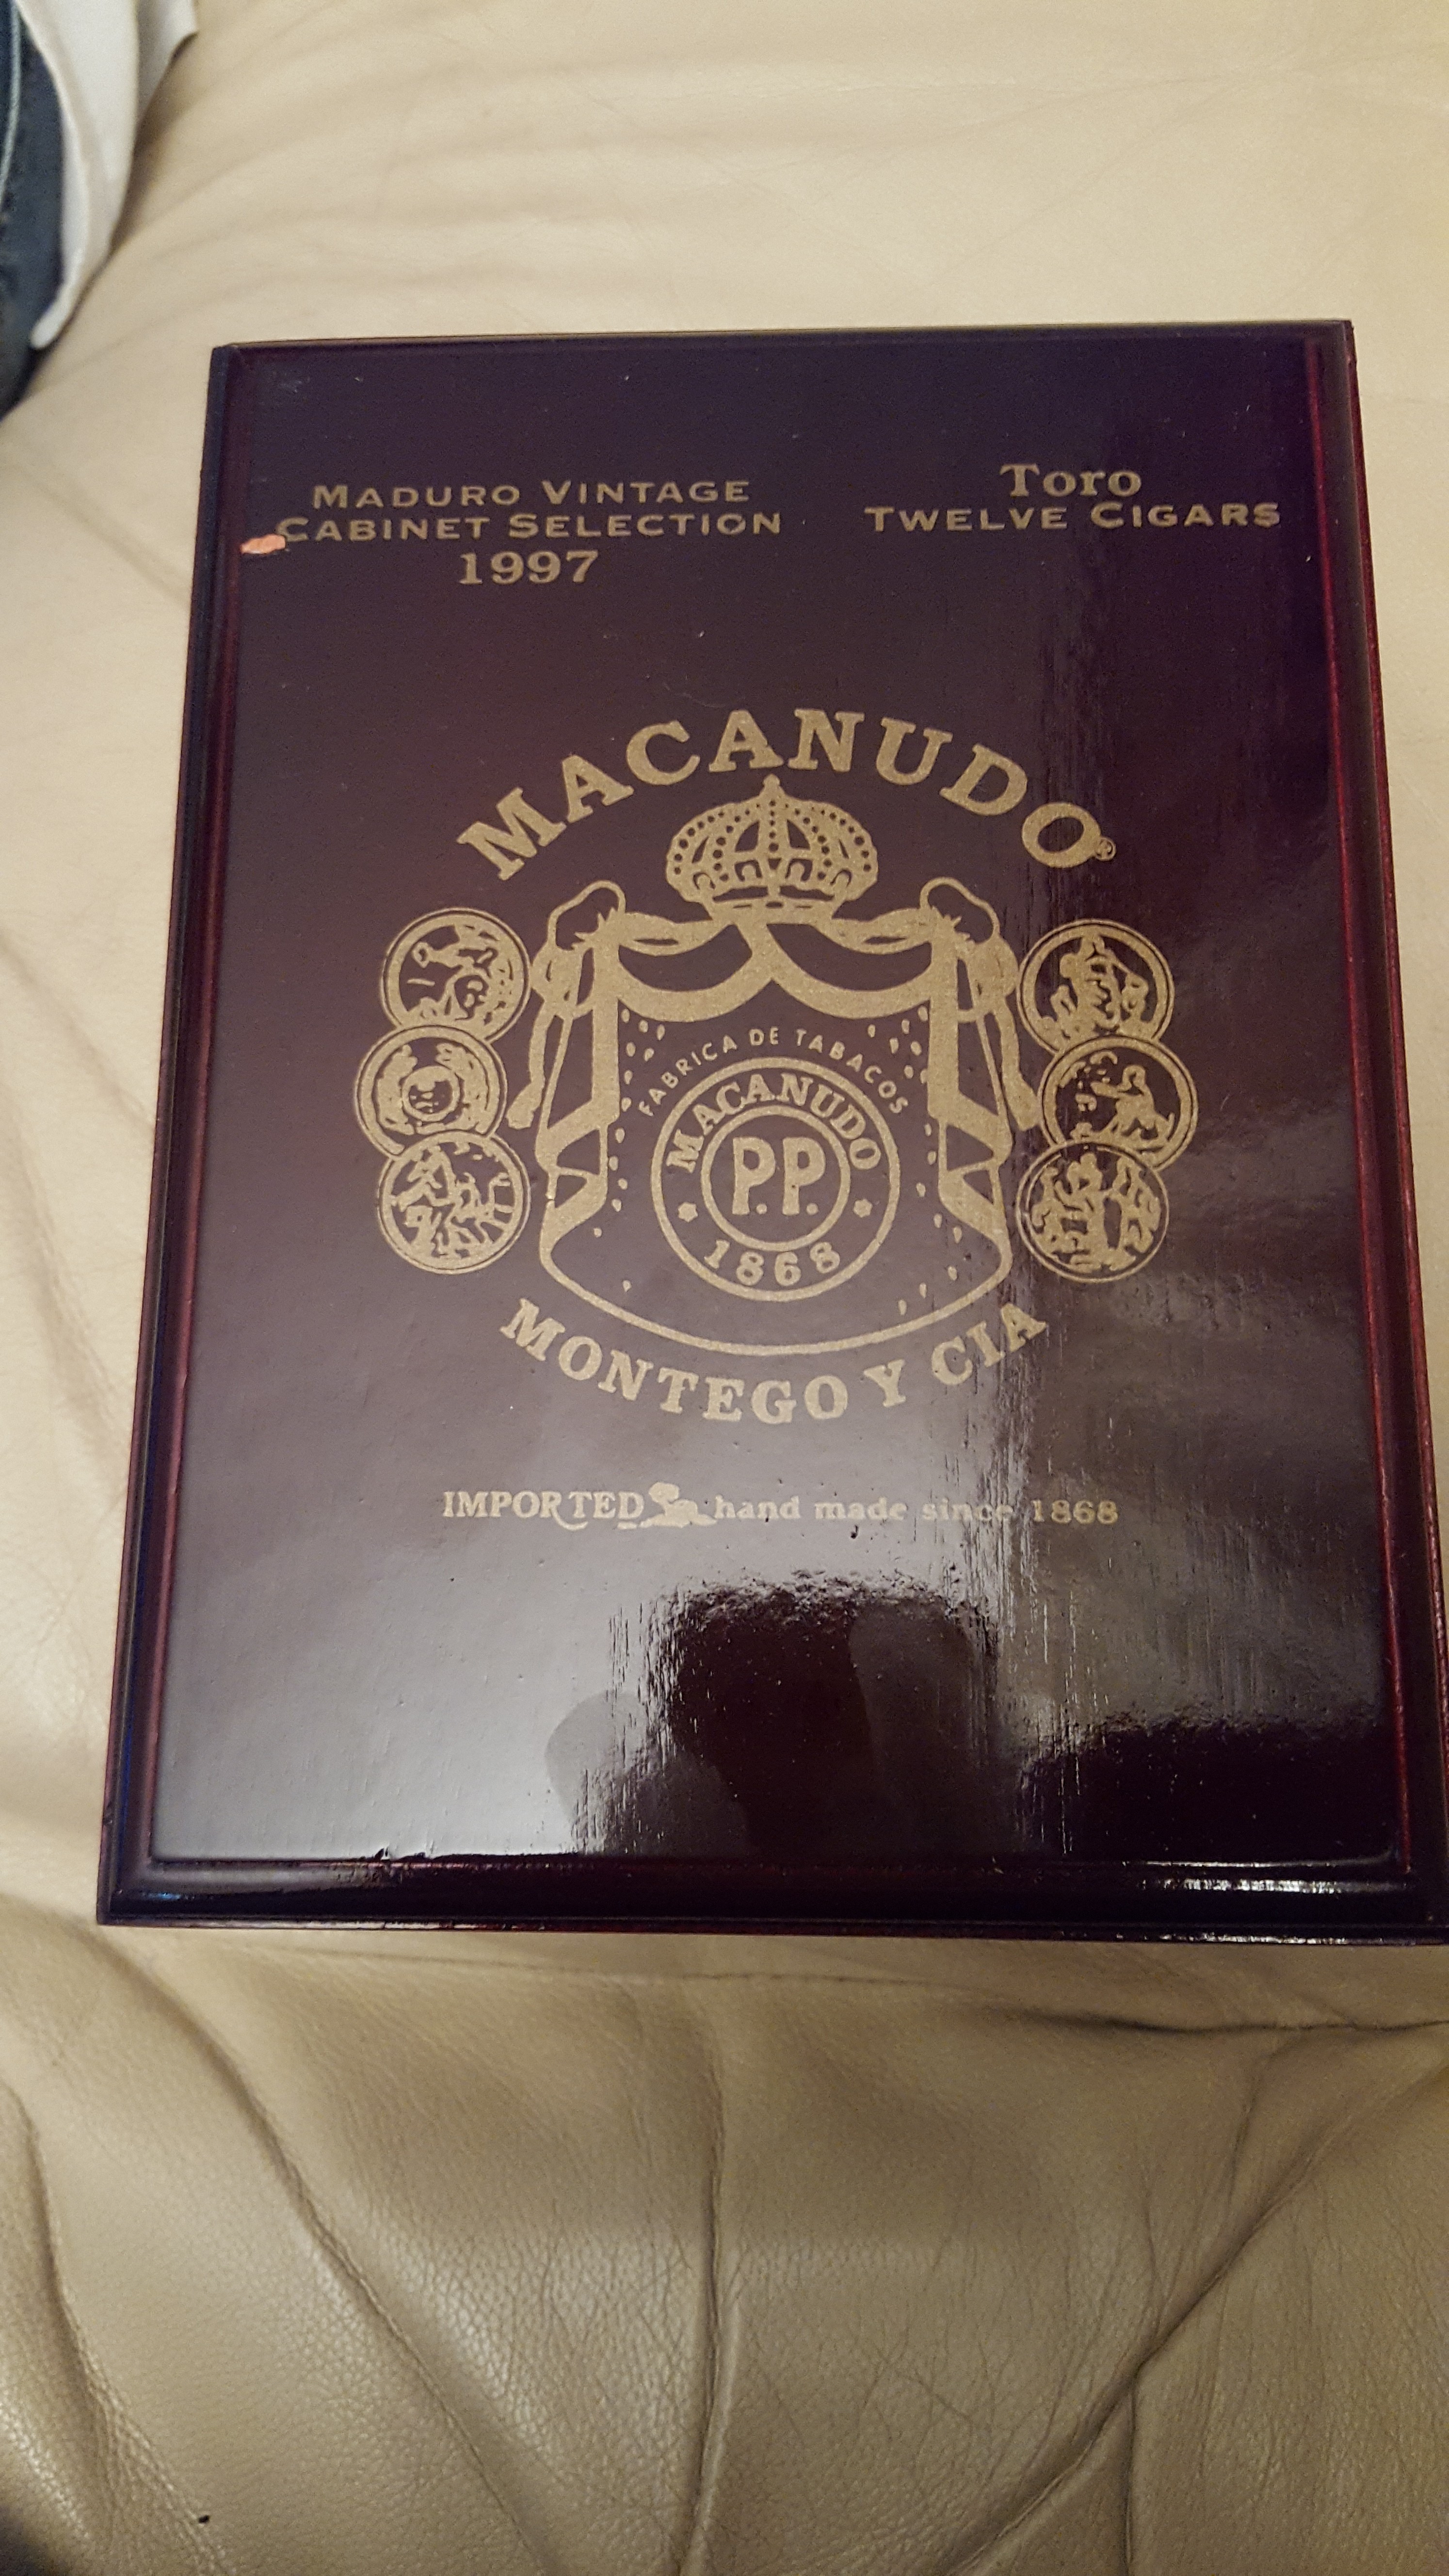 MADURO VINTAGE
CABINET SELECTION
1997
Toro
TWELVE CIGARS
MACANUDO®
FABRICA DE TABACOS
MACANUDO
P.P.
1868
MONTEGO Y CIA
IMPORTED hand made since 1868